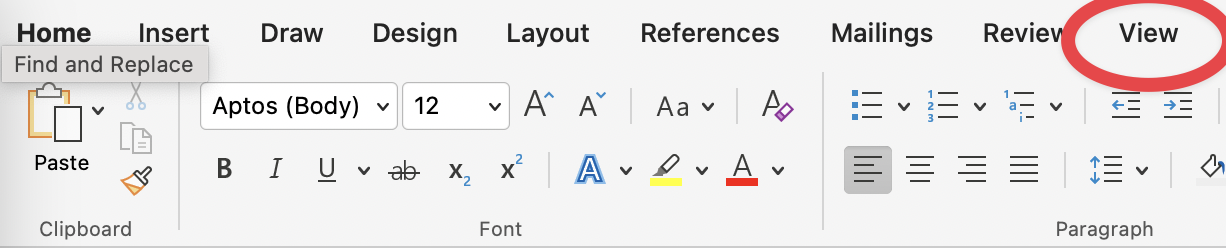 Home Insert Draw Design Layout References Mailings Review View
Find and Replace
Aptos (Body) 12 A A Aa A
Paste
B I U ab x2 x2 A A
Clipboard Font Paragraph